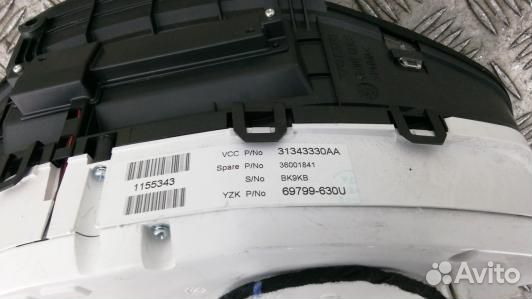 VCC P/No 31343330AA
Spare P/No 36001841
S/No BK9KB
YZK P/No 69799-630U
1155343
Avito